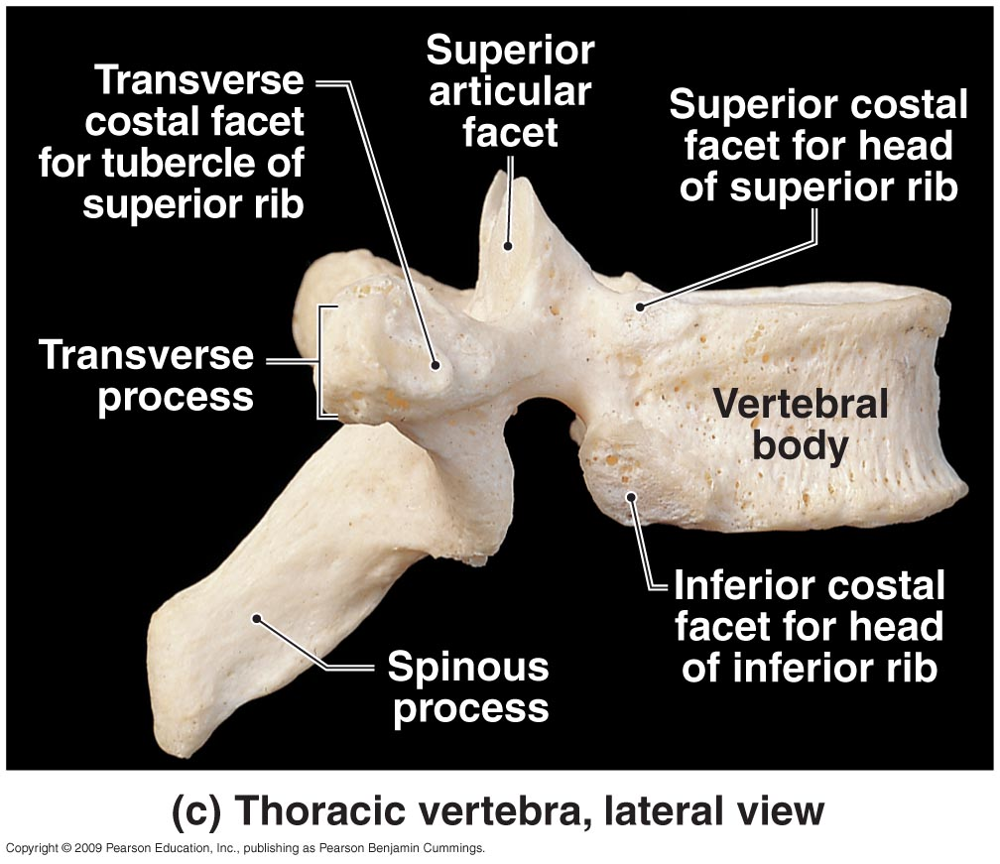 Transverse
costal facet
for tubercle of
superior rib
Superior
articular
facet
Superior costal
facet for head
of superior rib
Transverse
process
Vertebral
body
Inferior costal
facet for head
of inferior rib
Spinous
process
(c) Thoracic vertebra, lateral view
Copyright © 2009 Pearson Education, Inc., publishing as Pearson Benjamin Cummings.